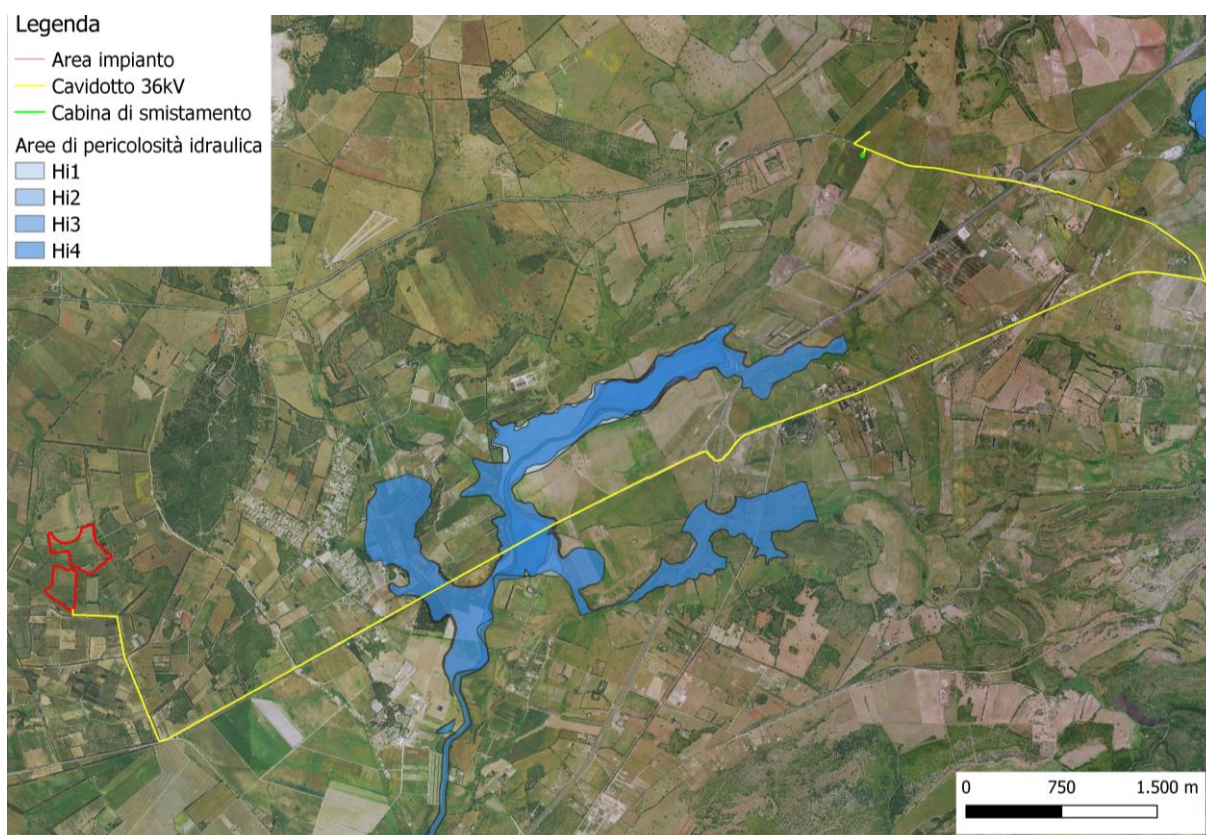 Legenda
Area impianto
Cavidotto 36kV
Cabina di smistamento
Aree di pericolosità idraulica
Hi1
Hi2
Hi3
Hi4
0 750 1.500 m